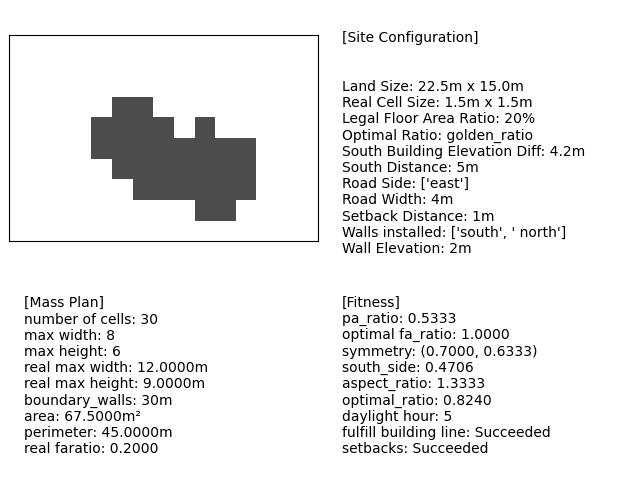 [Site Configuration]
Land Size: 22.5m x 15.0m
Real Cell Size: 1.5m x 1.5m
Legal Floor Area Ratio: 20%
Optimal Ratio: golden_ratio
South Building Elevation Diff: 4.2m
South Distance: 5m
Road Side: ['east']
Road Width: 4m
Setback Distance: 1m
Walls installed: ['south', ' north']
Wall Elevation: 2m
[Mass Plan]
number of cells: 30
max width: 8
max height: 6
real max width: 12.0000m
real max height: 9.0000m
boundary_walls: 30m
area: 67.5000m²
perimeter: 45.0000m
real faratio: 0.2000
[Fitness]
pa_ratio: 0.5333
optimal fa_ratio: 1.0000
symmetry: (0.7000, 0.6333)
south_side: 0.4706
aspect_ratio: 1.3333
optimal_ratio: 0.8240
daylight hour: 5
fulfill building line: Succeeded
setbacks: Succeeded